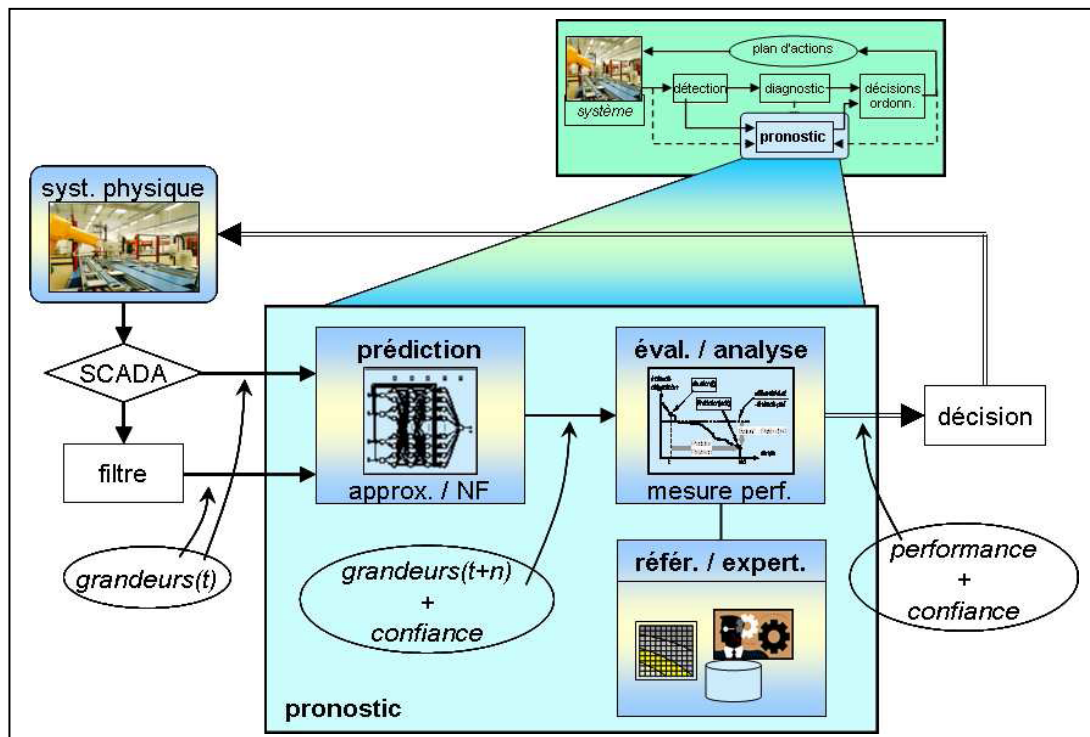 plan d'actions
détection
diagnostic
décisions
ordonn.
système
pronostic
syst. physique
SCADA
filtre
grandeurs(t)
prédiction
approx. / NF
grandeurs(t+n)
+
confiance
éval. / analyse
mesure perf.
référ. / expert.
performance
+
confiance
décision
pronostic